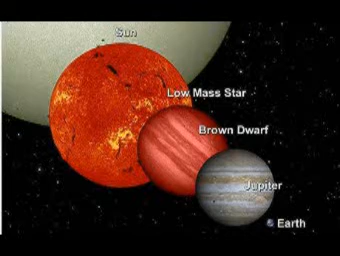 Sun
Low Mass Star
Brown Dwarf
Jupiter
Earth